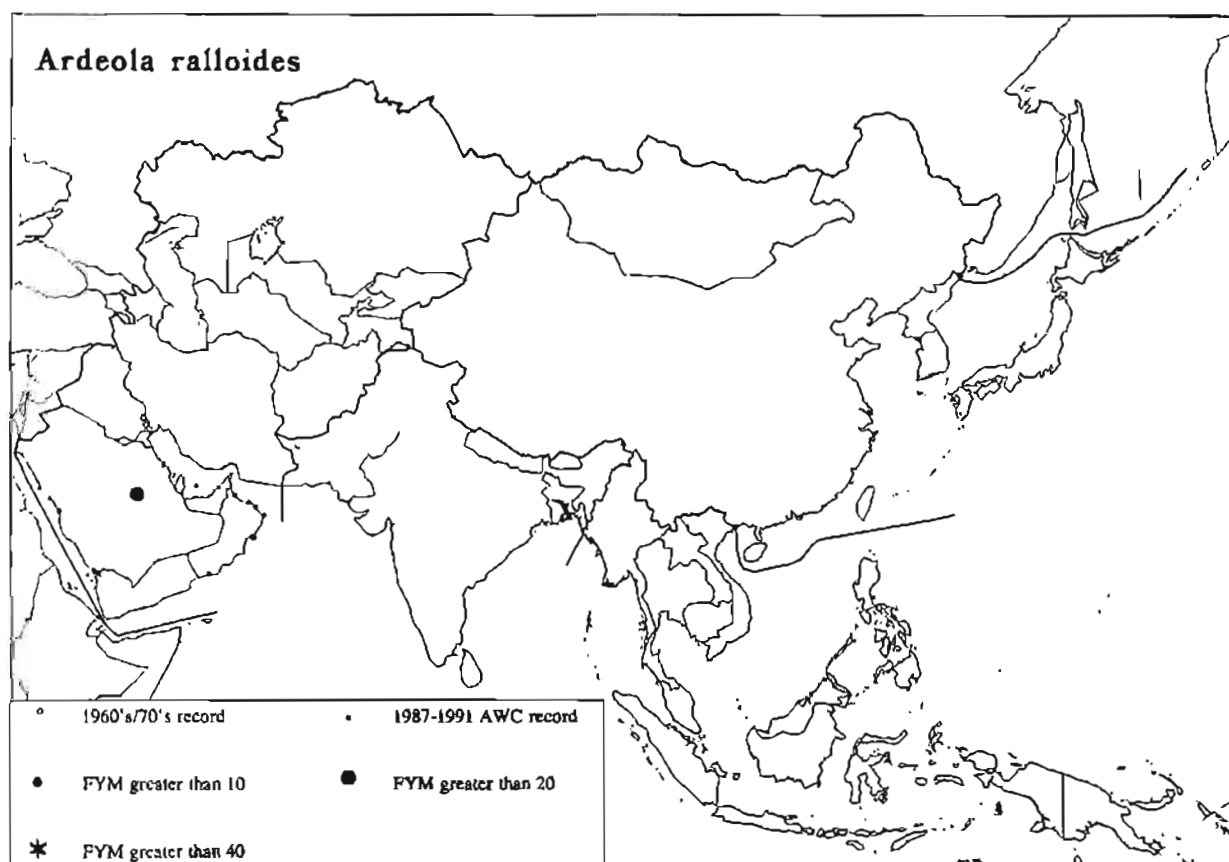 Ardeola ralloides
1960's/70's record
1987-1991 AWC record
FYM greater than 10
FYM greater than 20
FYM greater than 40